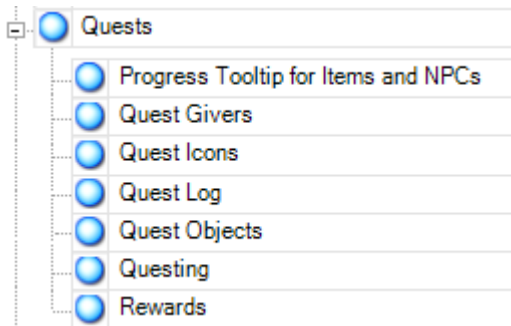 Quests
Progress Tooltip for Items and NPCs
Quest Givers
Quest Icons
Quest Log
Quest Objects
Questing
Rewards